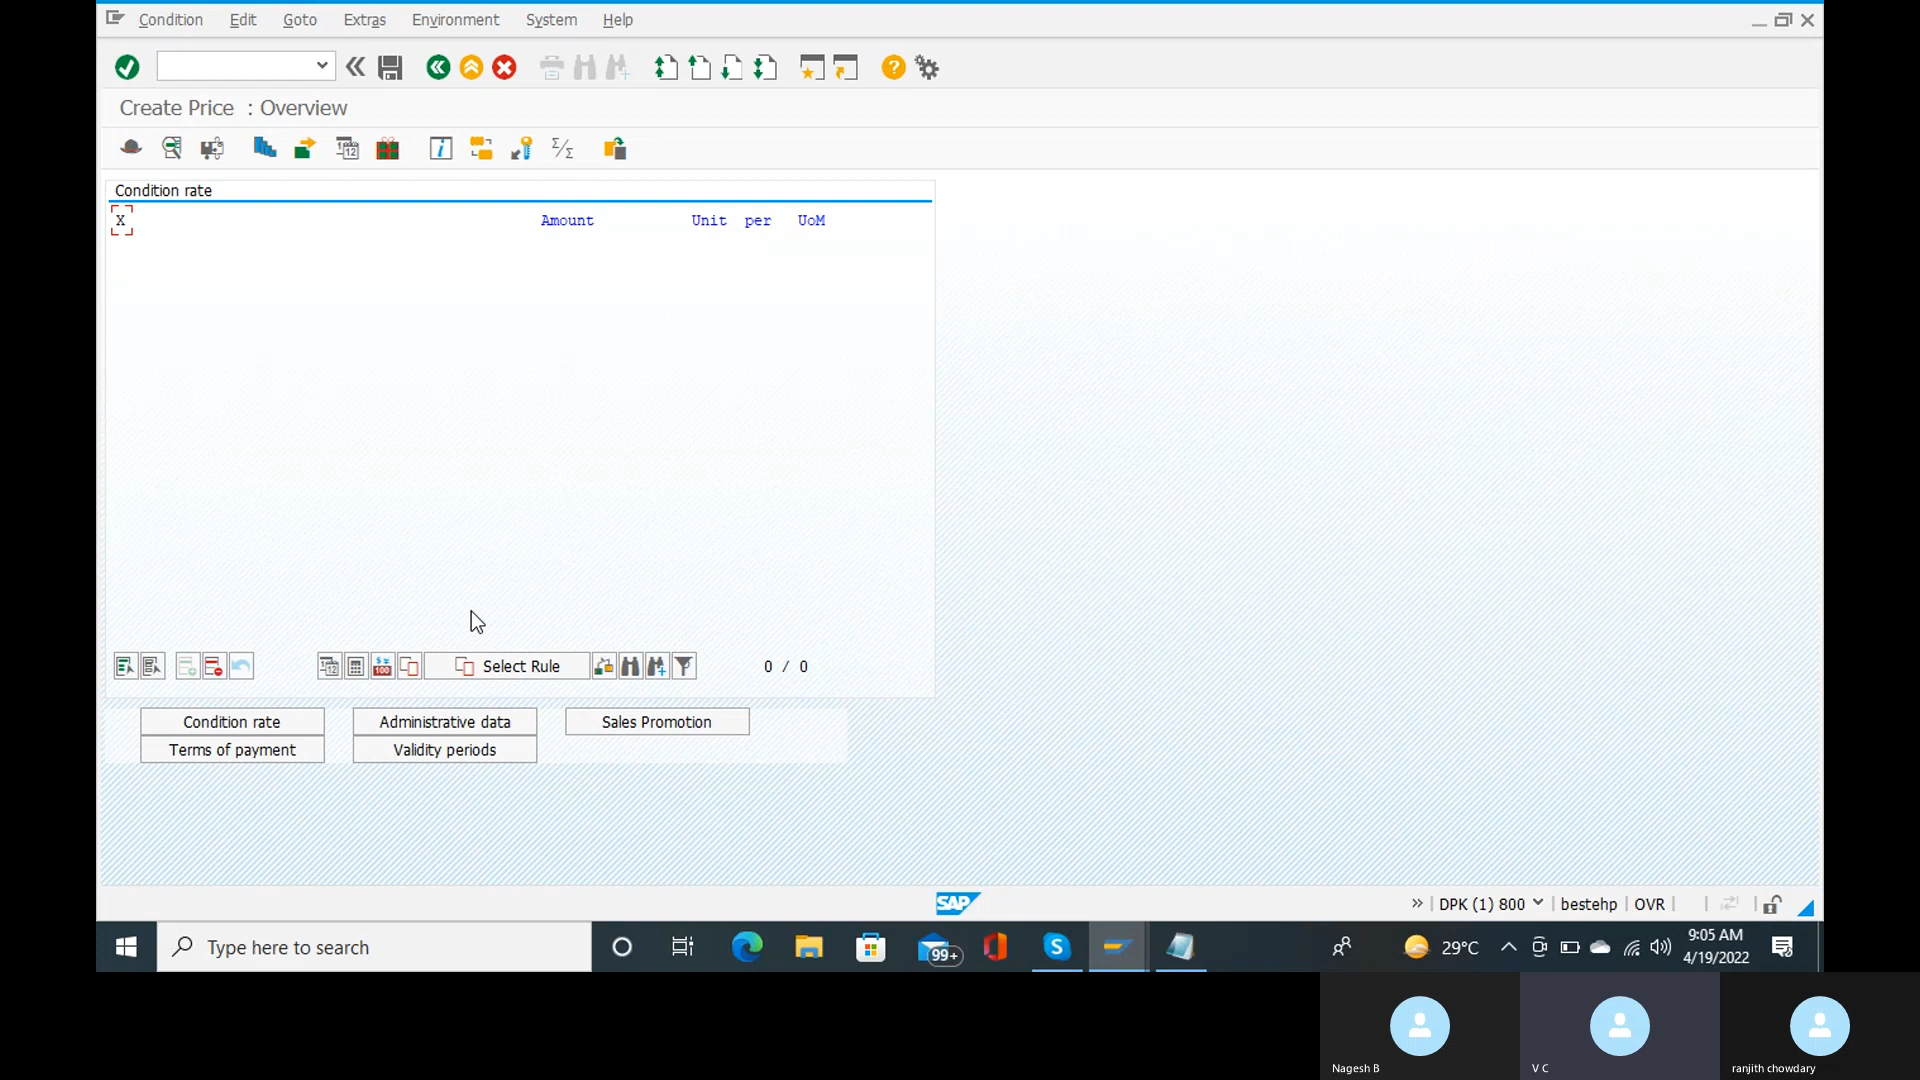 Condition Edit Goto Extras Environment System Help
Create Price : Overview
Condition rate
X Amount Unit per UoM
Select Rule 0 / 0
Condition rate Administrative data Sales Promotion
Terms of payment Validity periods
SAP DPK (1) 800 bestehp OVR
Type here to search 99+ 29°C 9:05 AM
4/19/2022
Nagesh B V C ranjith chowdary